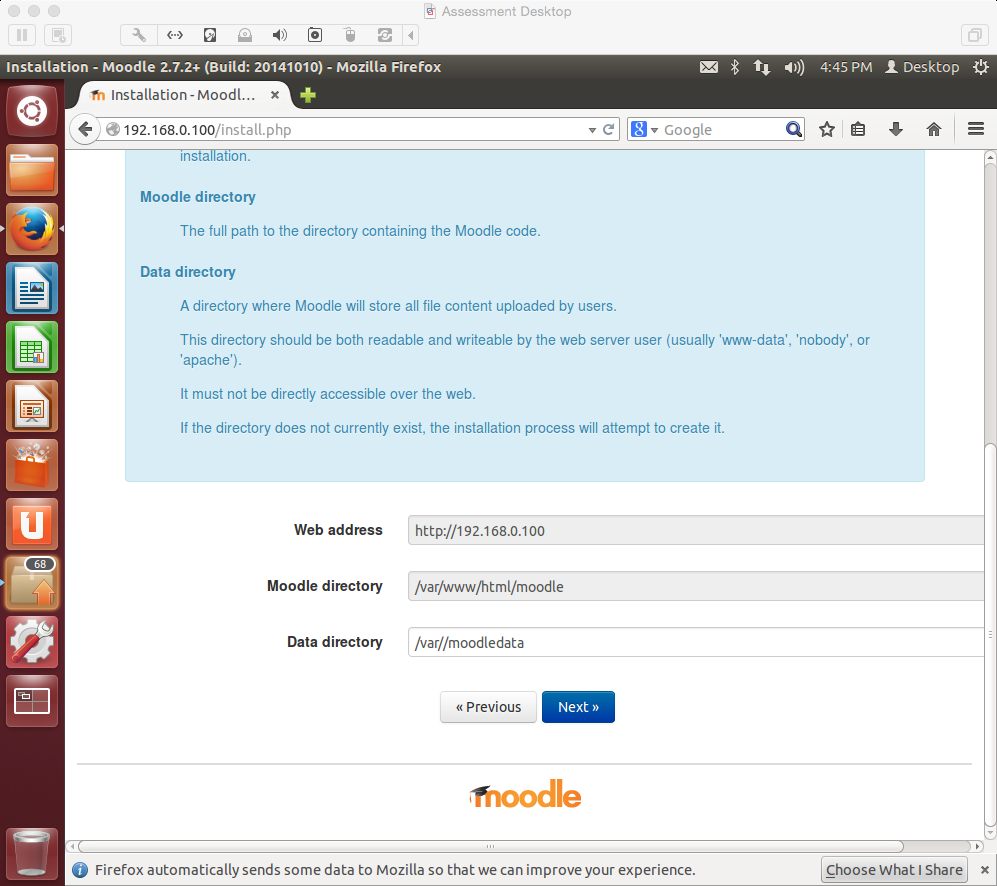 Assessment Desktop
Installation - Moodle 2.7.2+ (Build: 20141010) - Mozilla Firefox
4:45 PM
Desktop
Installation - Moodl...
192.168.0.100/install.php
Google
installation.
Moodle directory
The full path to the directory containing the Moodle code.
Data directory
A directory where Moodle will store all file content uploaded by users.
This directory should be both readable and writeable by the web server user (usually 'www-data', 'nobody', or
'apache').
It must not be directly accessible over the web.
If the directory does not currently exist, the installation process will attempt to create it.
Web address
http://192.168.0.100
Moodle directory
/var/www/html/moodle
Data directory
/var//moodledata
« Previous
Next »
moodle
68
Firefox automatically sends some data to Mozilla so that we can improve your experience.
Choose What I Share